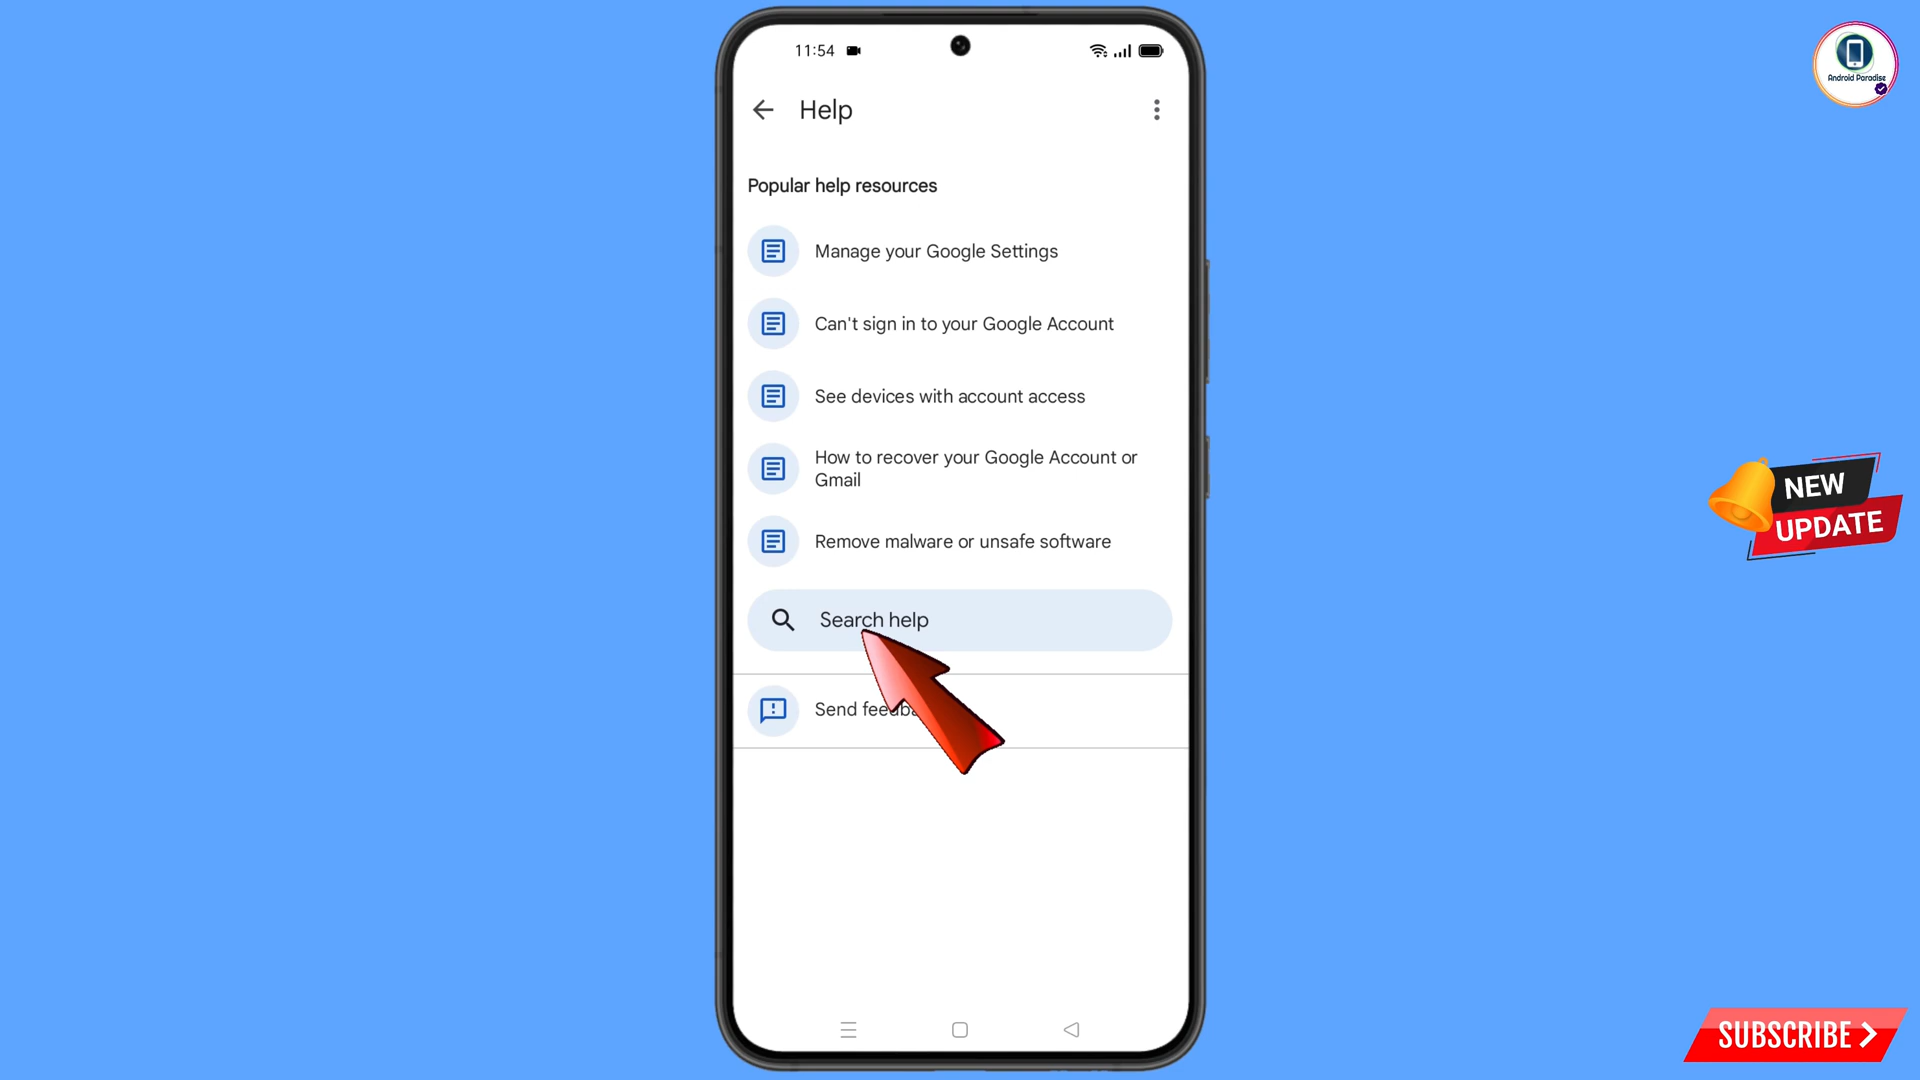 11:54
Help
Popular help resources
Manage your Google Settings
Can't sign in to your Google Account
See devices with account access
How to recover your Google Account or
Gmail
Remove malware or unsafe software
Search help
Send
Android Paradise
NEW
UPDATE
SUBSCRIBE